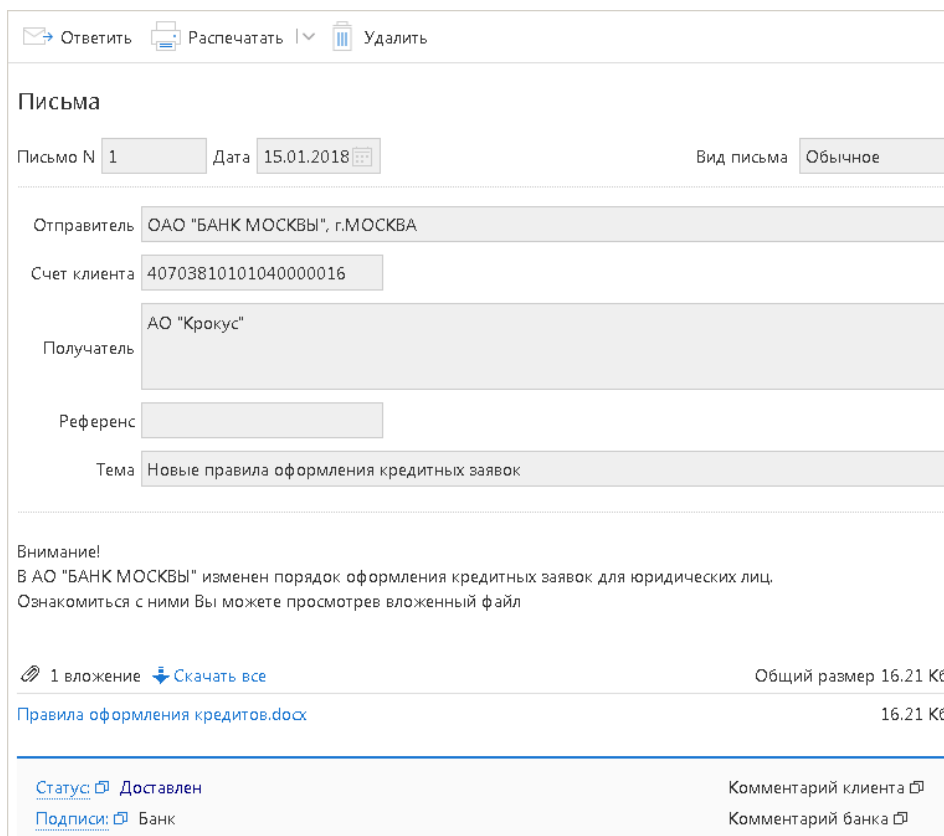 Ответить Распечатать Удалить
Письма
Письмо N 1 Дата 15.01.2018 Вид письма Обычное
Отправитель ОАО "БАНК МОСКВЫ", г.МОСКВА
Счет клиента 40703810101040000016
АО "Крокус"
Получатель
Референс
Тема Новые правила оформления кредитных заявок
Внимание!
В АО "БАНК МОСКВЫ" изменен порядок оформления кредитных заявок для юридических лиц.
Ознакомиться с ними Вы можете просмотрев вложенный файл
1 вложение Скачать все Общий размер 16.21 Кб
Правила оформления кредитов.docx 16.21 Кб
Статус: Доставлен Комментарий клиента
Подписи: Банк Комментарий банка